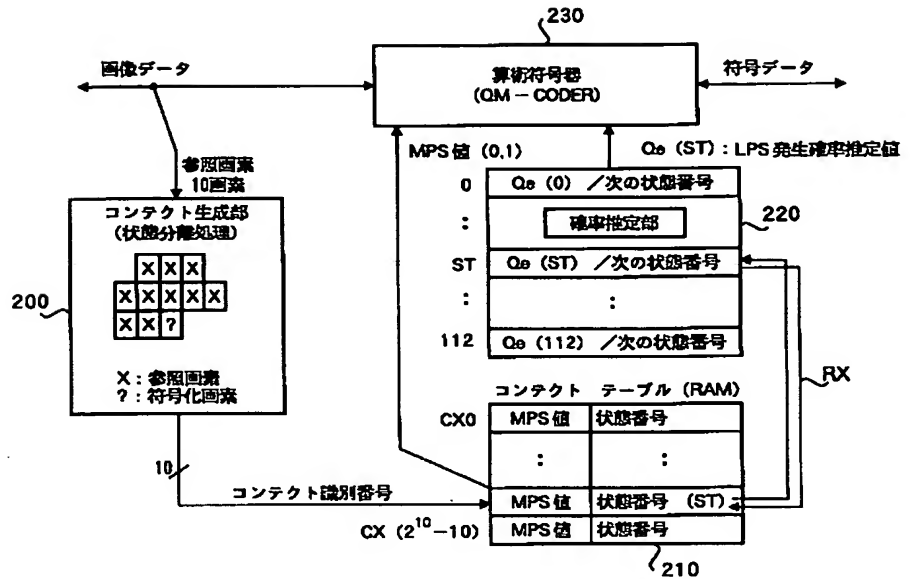 230
画像データ
算術符号器
(QM-CODER)
符号データ
MPS値 (0,1)
Qe (ST) : LPS発生確率推定値
参照画素
10画素
コンテクト生成部
(状態分離処理)
X X X
X X X X X
X X ?
X : 参照画素
? : 符号化画素
200
0 Qe (0) /次の状態番号
: 確率推定部
220
ST Qe (ST) /次の状態番号
: :
112 Qe (112) /次の状態番号
RX
コンテクト テーブル (RAM)
CX0 MPS値 状態番号
: :
10
コンテクト識別番号
MPS値 状態番号 (ST)
CX (2^10-10) MPS値 状態番号
210